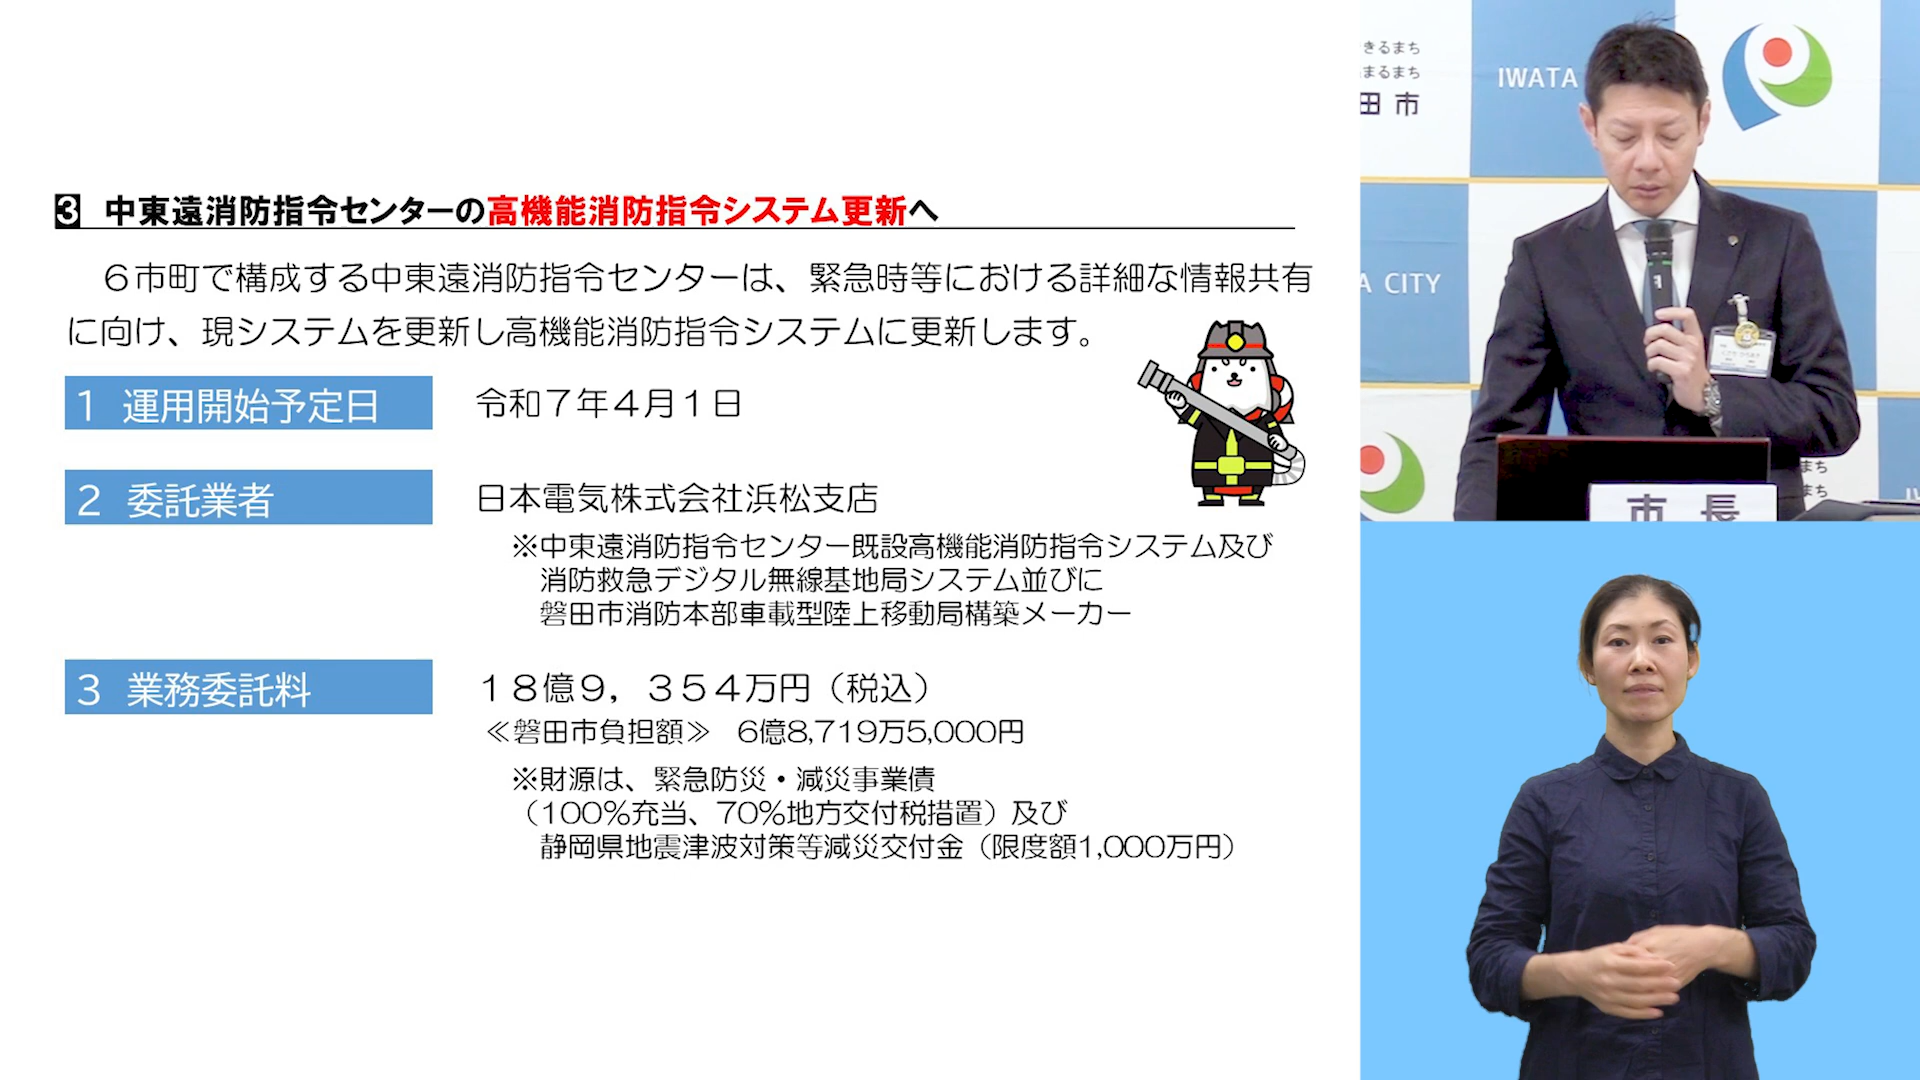 3 中東遠消防指令センターの高機能消防指令システム更新へ
６市町で構成する中東遠消防指令センターは、緊急時等における詳細な情報共有
に向け、現システムを更新し高機能消防指令システムに更新します。
１ 運用開始予定日
令和７年４月１日
２ 委託業者
日本電気株式会社浜松支店
※中東遠消防指令センター既設高機能消防指令システム及び
消防救急デジタル無線基地局システム並びに
磐田市消防本部車載型陸上移動局構築メーカー
３ 業務委託料
１８億９，３５４万円（税込）
≪磐田市負担額≫ 6億8,719万5,000円
※財源は、緊急防災・減災事業債
（100％充当、70％地方交付税措置）及び
静岡県地震津波対策等減災交付金（限度額1,000万円）
きるまち
まるまち
田市
IWATA
A CITY
まち
まち
市長